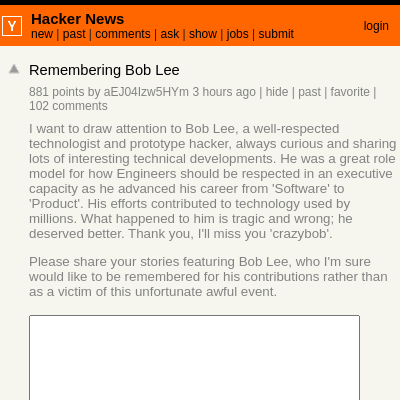 Y
Hacker News
new | past | comments | ask | show | jobs | submit
login
Remembering Bob Lee
881 points by aEJ04Izw5HYm 3 hours ago | hide | past | favorite |
102 comments
I want to draw attention to Bob Lee, a well-respected
technologist and prototype hacker, always curious and sharing
lots of interesting technical developments. He was a great role
model for how Engineers should be respected in an executive
capacity as he advanced his career from 'Software' to
'Product'. His efforts contributed to technology used by
millions. What happened to him is tragic and wrong; he
deserved better. Thank you, I'll miss you 'crazybob'.
Please share your stories featuring Bob Lee, who I'm sure
would like to be remembered for his contributions rather than
as a victim of this unfortunate awful event.